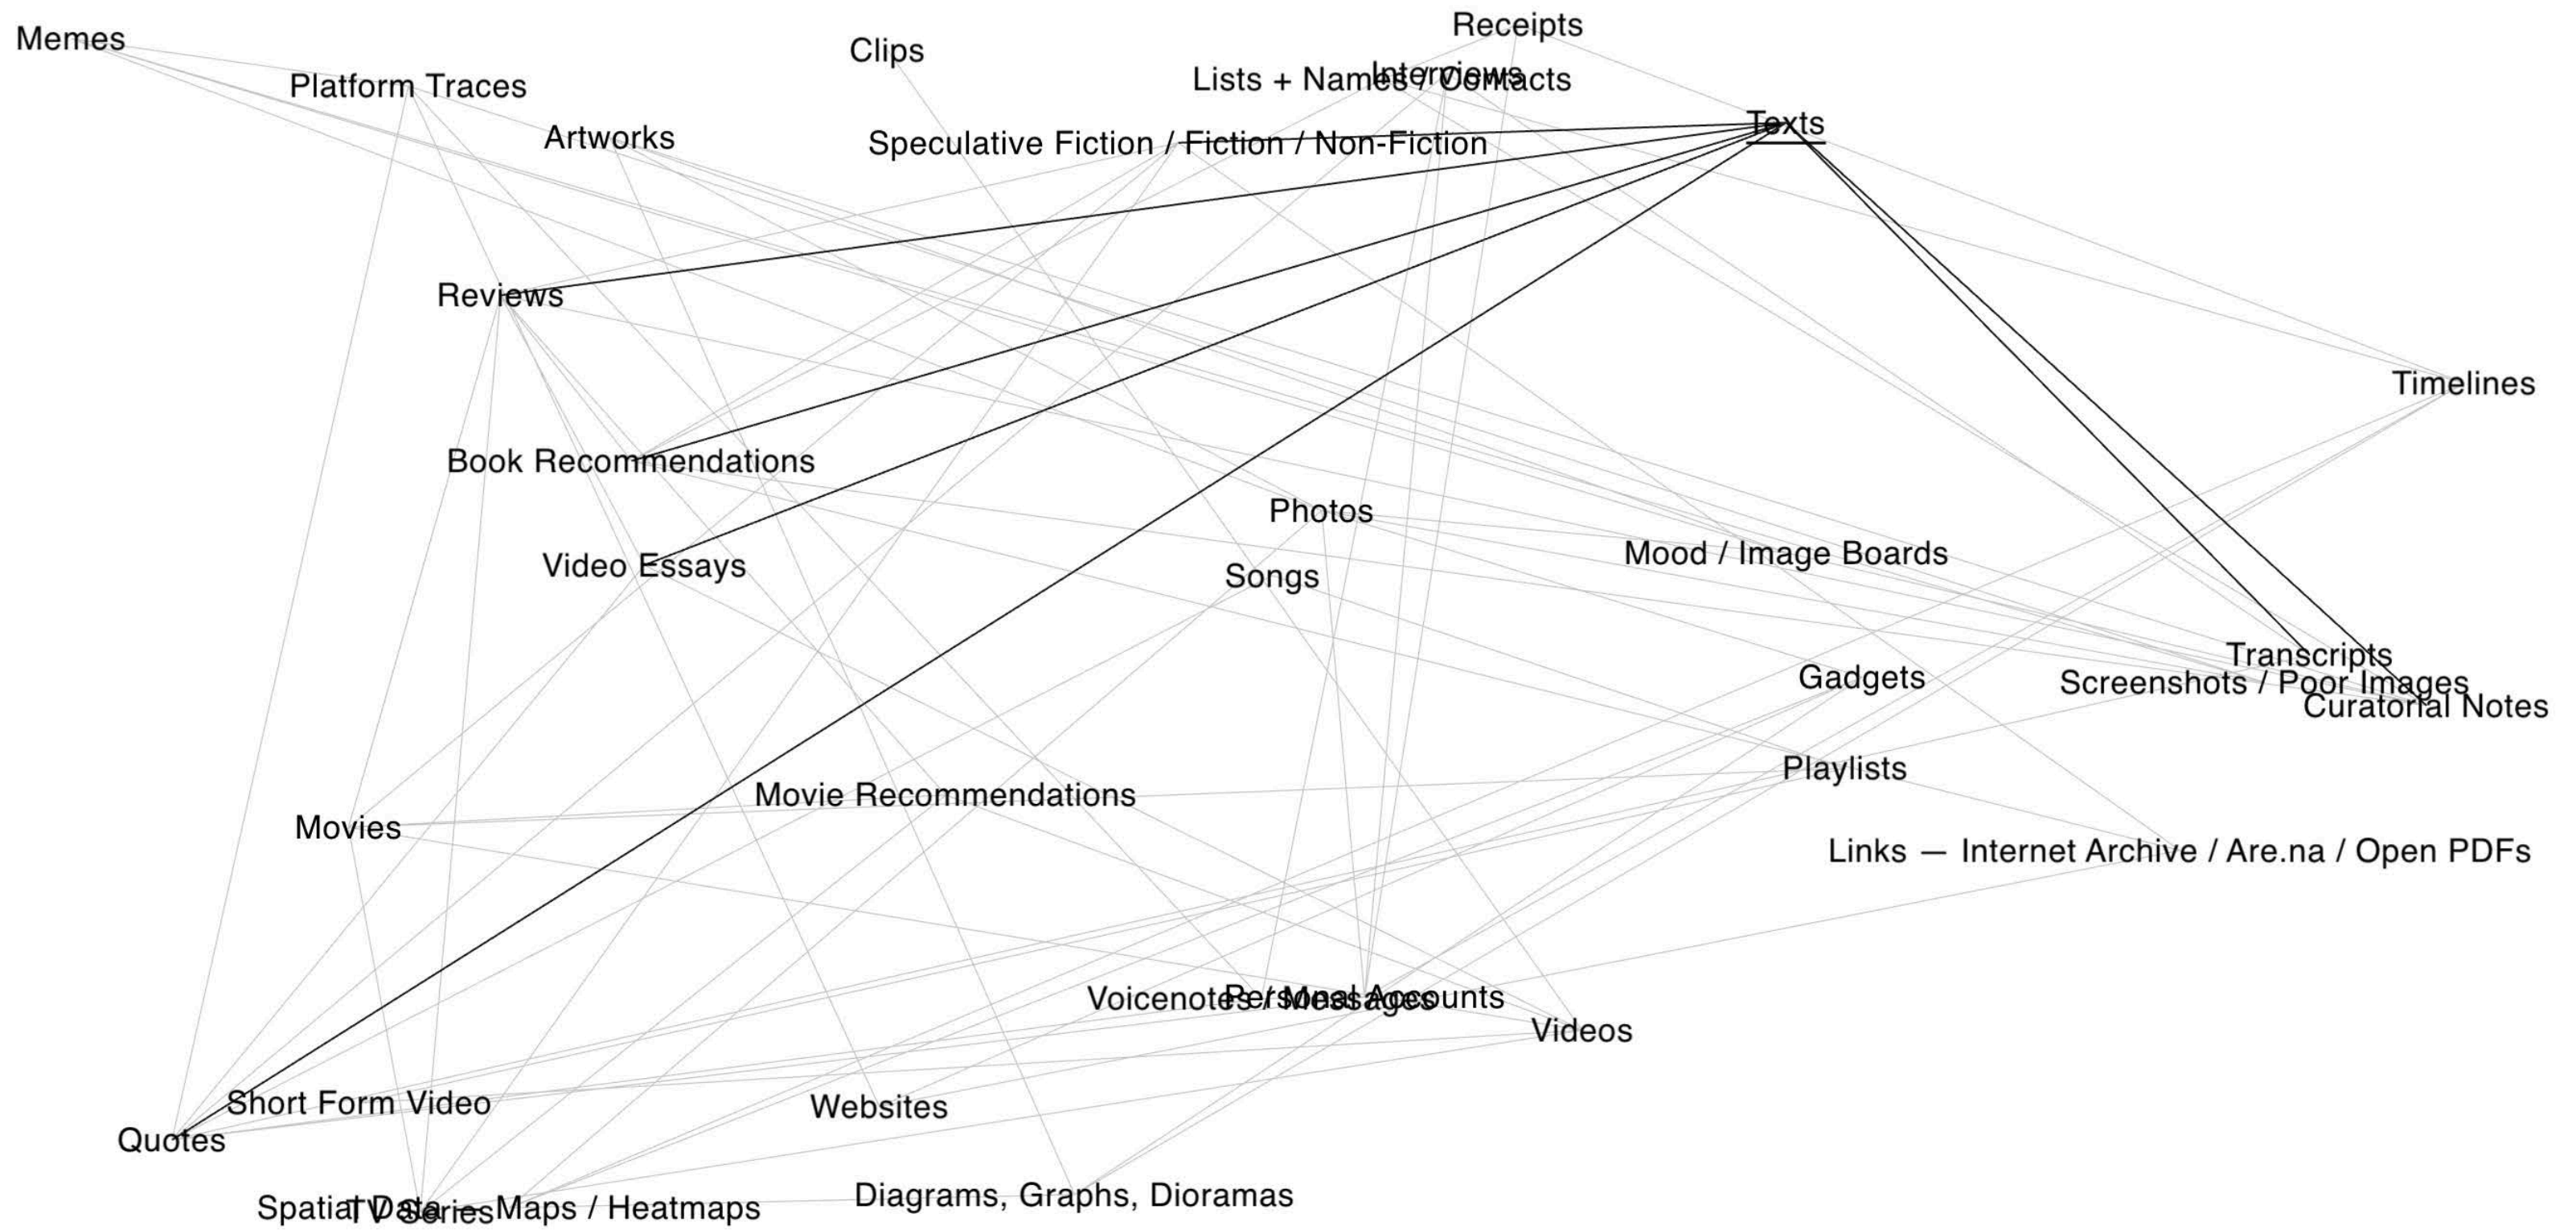 Receipts
Memes
Clips
Interviews
Lists + Names / Contacts
Platform Traces
Texts
Artworks
Speculative Fiction / Fiction / Non-Fiction
Reviews
Timelines
Book Recommendations
Photos
Mood / Image Boards
Video Essays
Songs
Transcripts
Gadgets
Screenshots / Poor Images
Curatorial Notes
Playlists
Movie Recommendations
Movies
Links — Internet Archive / Are.na / Open PDFs
Voicenotes / Messages
Personal Accounts
Videos
Short Form Video
Websites
Quotes
Diagrams, Graphs, Dioramas
Spatial Data — Maps / Heatmaps
TV Series